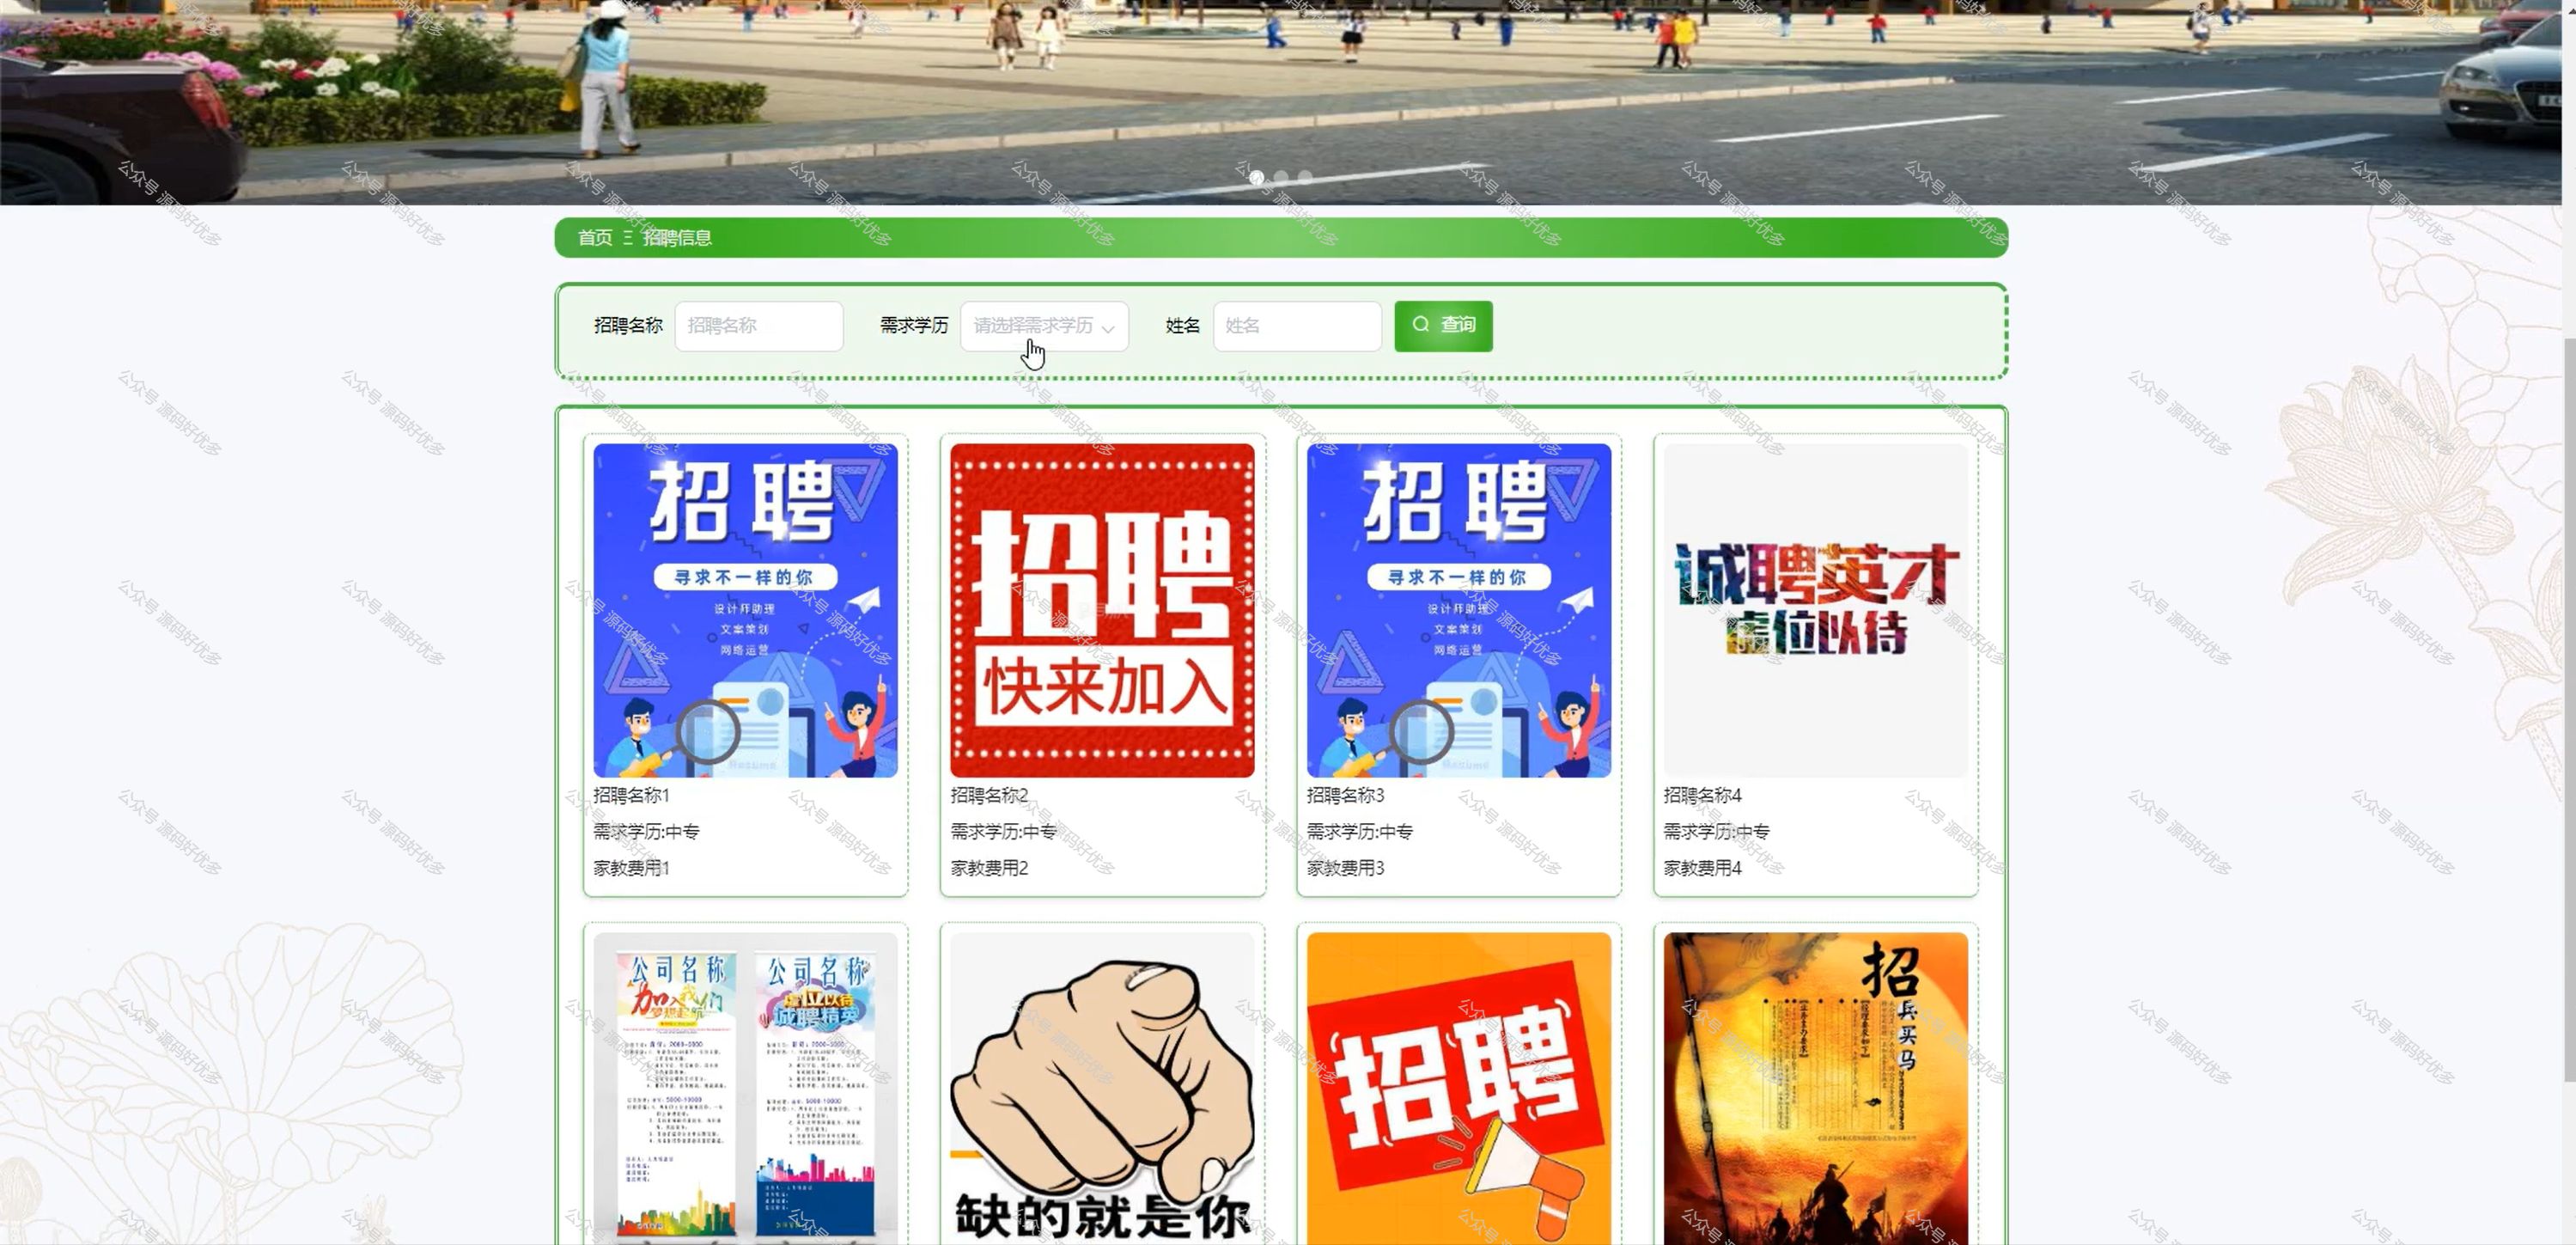 首页 Ξ 招聘信息
招聘名称 招聘名称 需求学历 请选择需求学历 姓名 姓名 查询
招聘
寻求不一样的你
设计师助理
文案策划
网络运营
Resume
招聘名称1
需求学历:中专
家教费用1
招聘
快来加入
招聘名称2
需求学历:中专
家教费用2
招聘
寻求不一样的你
设计师助理
文案策划
网络运营
Resume
招聘名称3
需求学历:中专
家教费用3
诚聘英才
虚位以待
招聘名称4
需求学历:中专
家教费用4
公司名称
加入我们
公司名称
虚位以待
诚聘精英
缺的就是你
招聘
招
兵买马
公众号 源码好优多